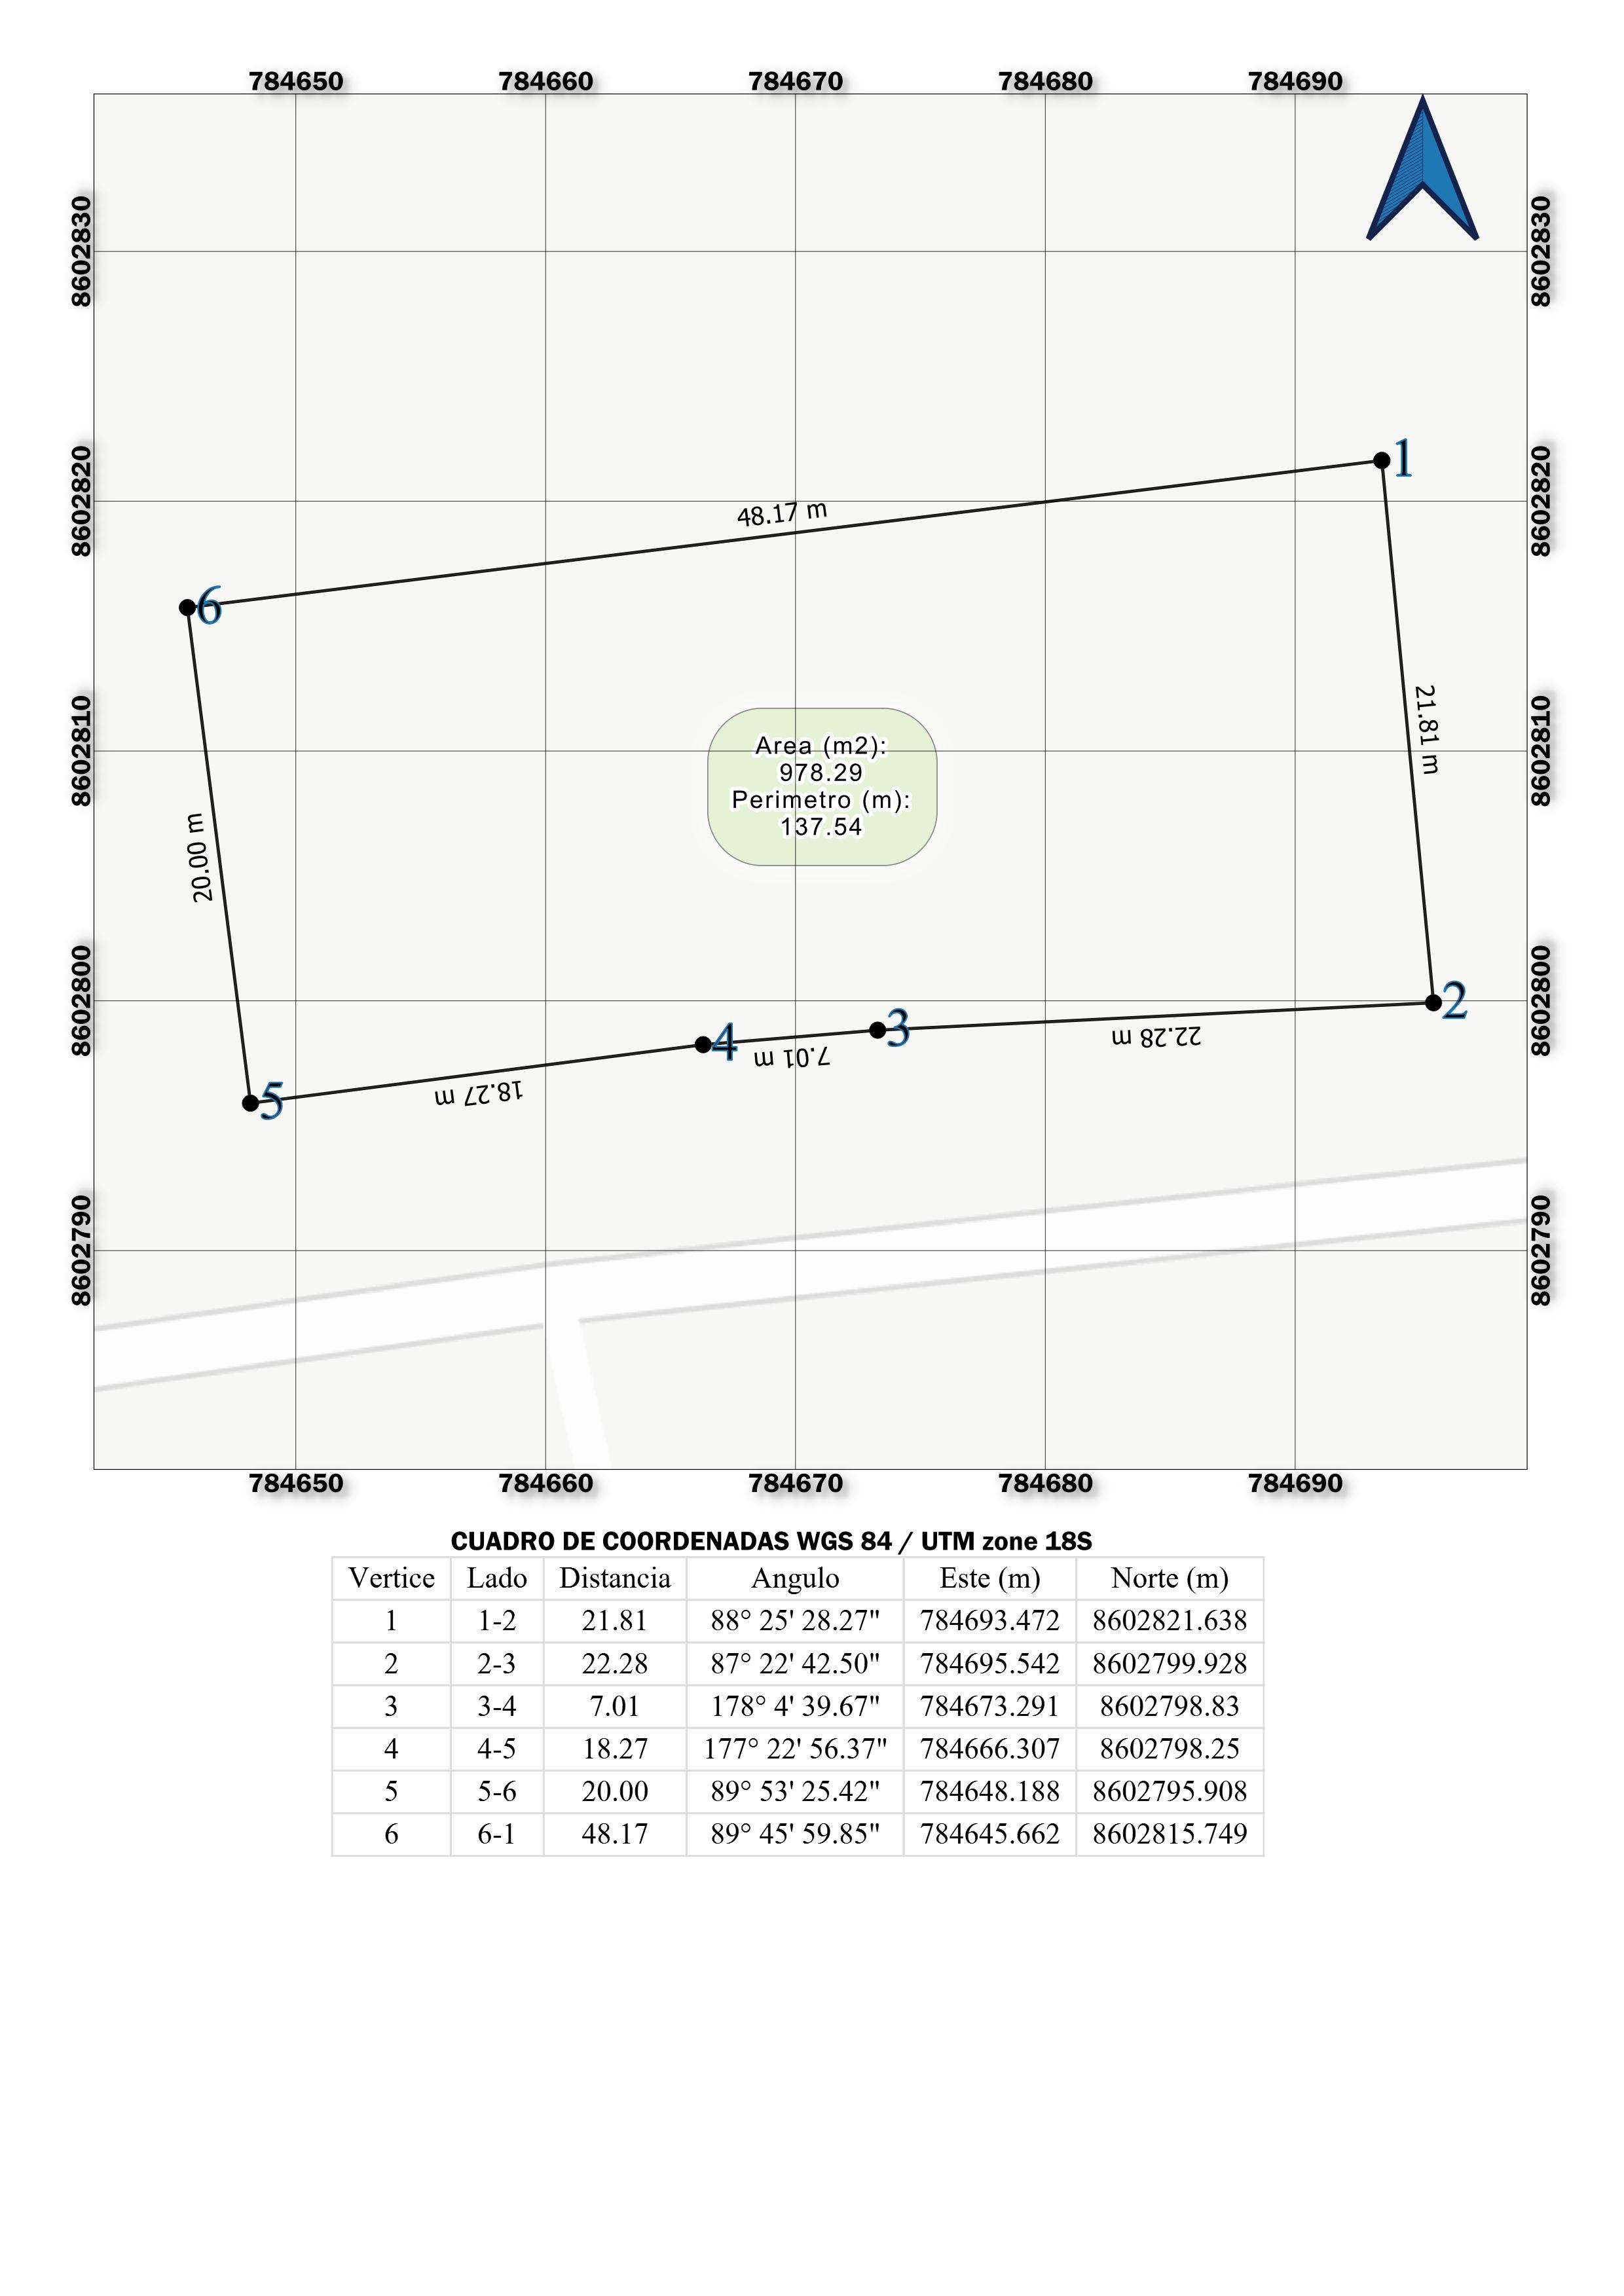 784650 784660 784670 784680 784690
8602830 8602830
1
8602820 8602820
48.17 m
6
21.81 m
8602810 8602810
Area (m2):
978.29
Perimetro (m):
137.54
20.00 m
8602800 8602800
2
3
4
22.28 m
7.01 m
18.27 m
5
8602790 8602790
784650 784660 784670 784680 784690
CUADRO DE COORDENADAS WGS 84 / UTM zone 18S
Vertice Lado Distancia Angulo Este (m) Norte (m)
1 1-2 21.81 88° 25' 28.27" 784693.472 8602821.638
2 2-3 22.28 87° 22' 42.50" 784695.542 8602799.928
3 3-4 7.01 178° 4' 39.67" 784673.291 8602798.83
4 4-5 18.27 177° 22' 56.37" 784666.307 8602798.25
5 5-6 20.00 89° 53' 25.42" 784648.188 8602795.908
6 6-1 48.17 89° 45' 59.85" 784645.662 8602815.749